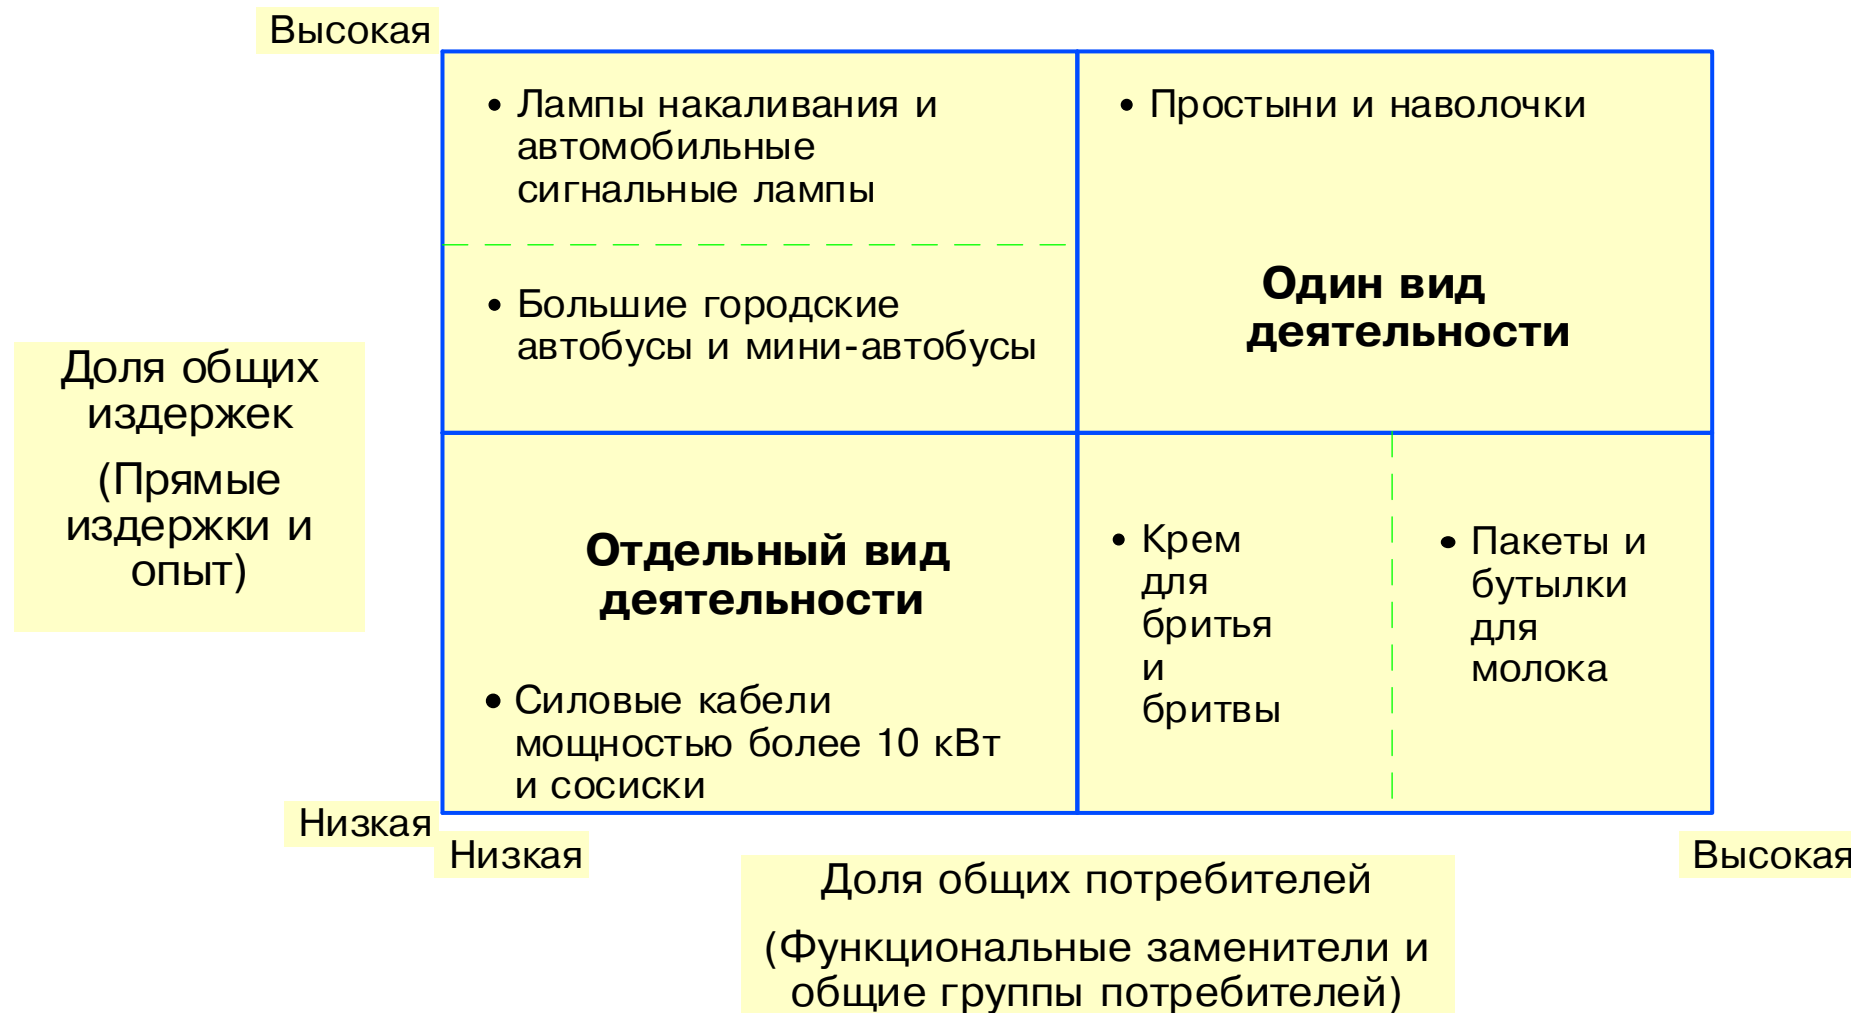 Высокая
• Лампы накаливания и
автомобильные
сигнальные лампы
• Простыни и наволочки
• Большие городские
автобусы и мини-автобусы
Один вид
деятельности
Доля общих
издержек
(Прямые
издержки и
опыт)
Отдельный вид
деятельности
• Силовые кабели
мощностью более 10 кВт
и сосиски
• Крем
для
бритья
и
бритвы
• Пакеты и
бутылки
для
молока
Низкая
Низкая
Высокая
Доля общих потребителей
(Функциональные заменители и
общие группы потребителей)